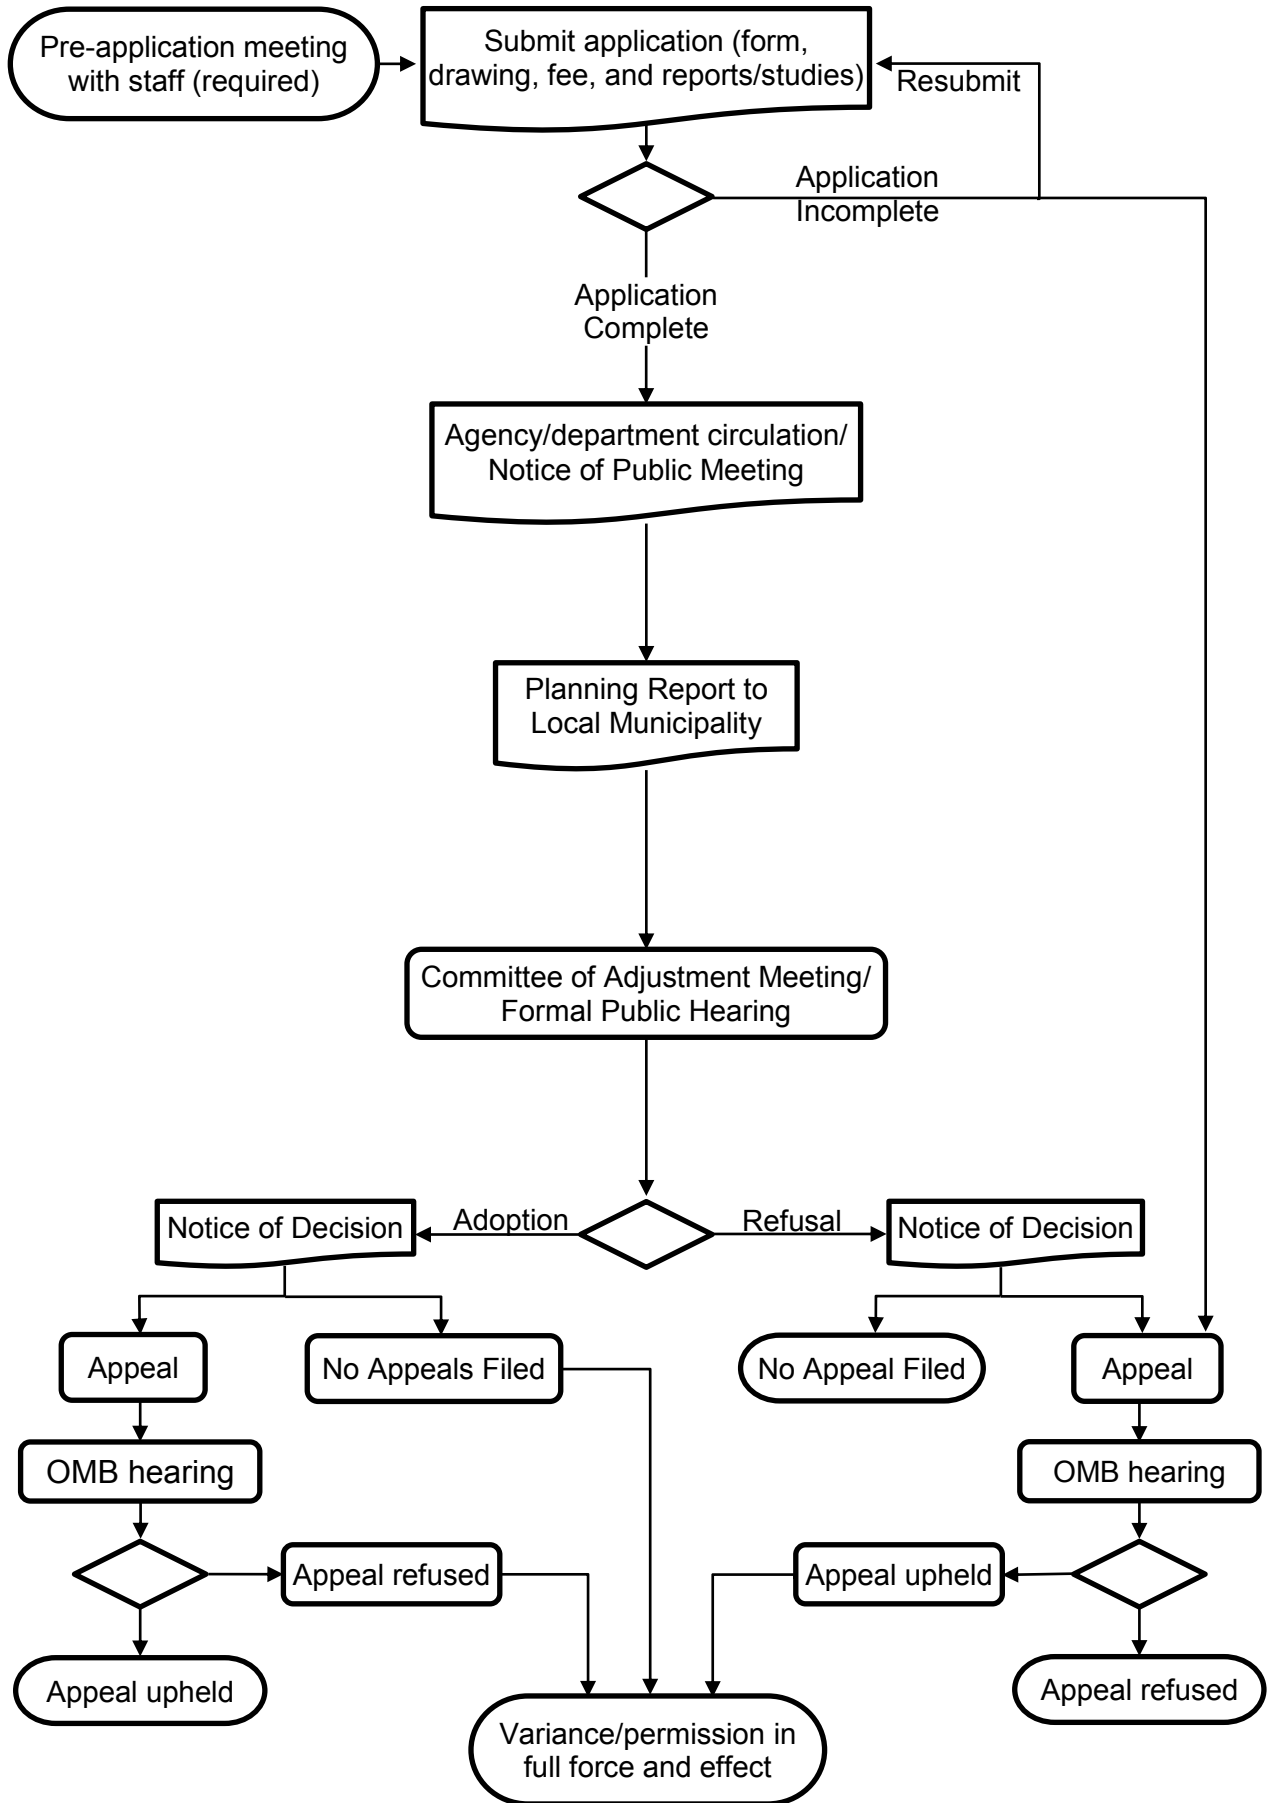 Pre-application meeting
with staff (required)
Submit application (form,
drawing, fee, and reports/studies)
Resubmit
Application
Incomplete
Application
Complete
Agency/department circulation/
Notice of Public Meeting
Planning Report to
Local Municipality
Committee of Adjustment Meeting/
Formal Public Hearing
Notice of Decision
Adoption
Refusal
Notice of Decision
Appeal
No Appeals Filed
No Appeal Filed
Appeal
OMB hearing
OMB hearing
Appeal refused
Appeal upheld
Appeal upheld
Appeal refused
Variance/permission in
full force and effect